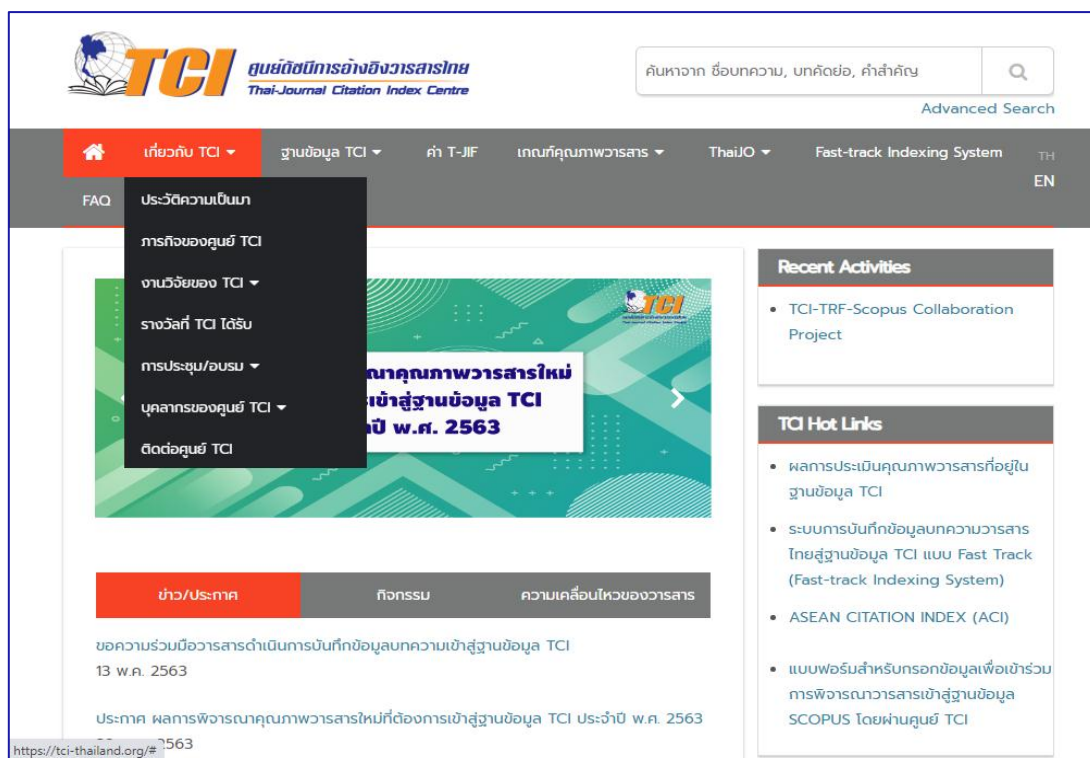 TCI
ศูนย์ดัชนีการอ้างอิงวารสารไทย
Thai-Journal Citation Index Centre
ค้นหาจาก ชื่อบทความ, บทคัดย่อ, คำสำคัญ
Advanced Search
เกี่ยวกับ TCI
ฐานข้อมูล TCI
ค่า T-JIF
เกณฑ์คุณภาพวารสาร
ThaiJO
Fast-track Indexing System
TH
EN
FAQ
ประวัติความเป็นมา
ภารกิจของศูนย์ TCI
งานวิจัยของ TCI
รางวัลที่ TCI ได้รับ
การประชุม/อบรม
บุคลากรของศูนย์ TCI
ติดต่อศูนย์ TCI
TCI
ณาคุณภาพวารสารใหม่
เข้าสู่ฐานข้อมูล TCI
ปี พ.ศ. 2563
Recent Activities
TCI-TRF-Scopus Collaboration
Project
TCI Hot Links
ผลการประเมินคุณภาพวารสารที่อยู่ใน
ฐานข้อมูล TCI
ระบบการบันทึกข้อมูลบทความวารสาร
ไทยสู่ฐานข้อมูล TCI แบบ Fast Track
(Fast-track Indexing System)
ASEAN CITATION INDEX (ACI)
แบบฟอร์มสำหรับกรอกข้อมูลเพื่อเข้าร่วม
การพิจารณาวารสารเข้าสู่ฐานข้อมูล
SCOPUS โดยผ่านศูนย์ TCI
ข่าว/ประกาศ
กิจกรรม
ความเคลื่อนไหวของวารสาร
ขอความร่วมมือวารสารดำเนินการบันทึกข้อมูลบทความเข้าสู่ฐานข้อมูล TCI
13 พ.ค. 2563
ประกาศ ผลการพิจารณาคุณภาพวารสารใหม่ที่ต้องการเข้าสู่ฐานข้อมูล TCI ประจำปี พ.ศ. 2563
2563
https://tci-thailand.org/#